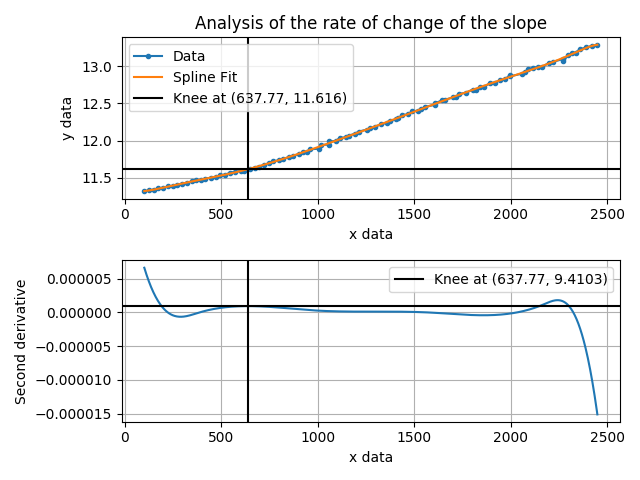 Analysis of the rate of change of the slope
Data
Spline Fit
Knee at (637.77, 11.616)
13.0
12.5
12.0
11.5
y data
0 500 1000 1500 2000 2500
x data
Knee at (637.77, 9.4103)
0.000005
0.000000
−0.000005
−0.000010
−0.000015
Second derivative
0 500 1000 1500 2000 2500
x data